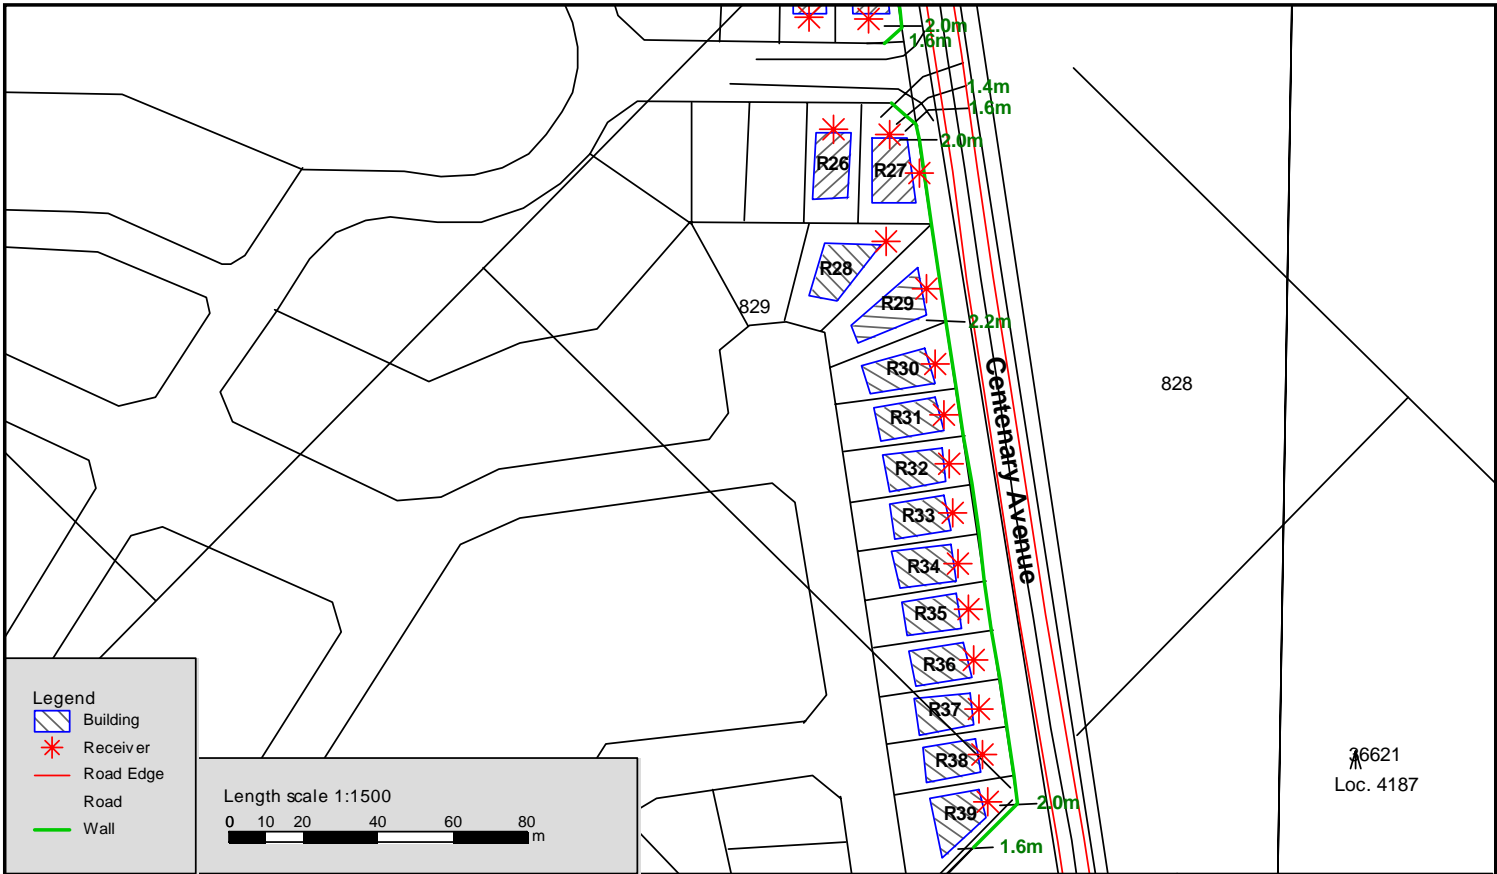 2.0m
1.6m
1.4m
1.6m
2.0m
R26
R27
R28
829
R29
2.2m
R30
Centenary Avenue
828
R31
R32
R33
R34
R35
R36
R37
R38
36621
Loc. 4187
R39
2.0m
1.6m
Legend
Building
Receiver
Road Edge
Road
Wall
Length scale 1:1500
0 10 20 40 60 80
m